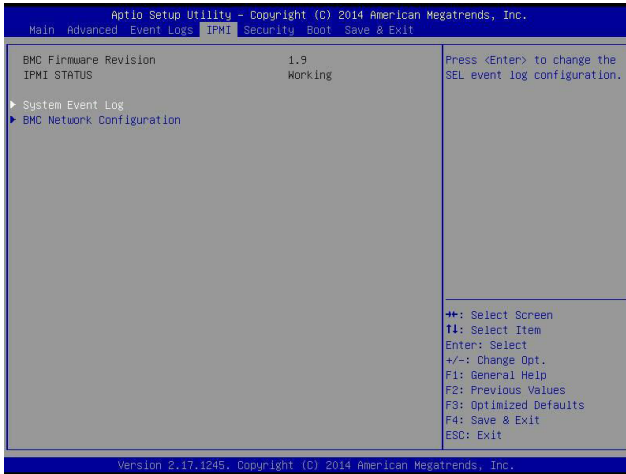 Aptio Setup Utility – Copyright (C) 2014 American Megatrends, Inc.
Main Advanced Event Logs IPMI Security Boot Save & Exit
BMC Firmware Revision 1.9
IPMI STATUS Working
System Event Log
BMC Network Configuration
Press <Enter> to change the
SEL event log configuration.
→←: Select Screen
↑↓: Select Item
Enter: Select
+/-: Change Opt.
F1: General Help
F2: Previous Values
F3: Optimized Defaults
F4: Save & Exit
ESC: Exit
Version 2.17.1245. Copyright (C) 2014 American Megatrends, Inc.